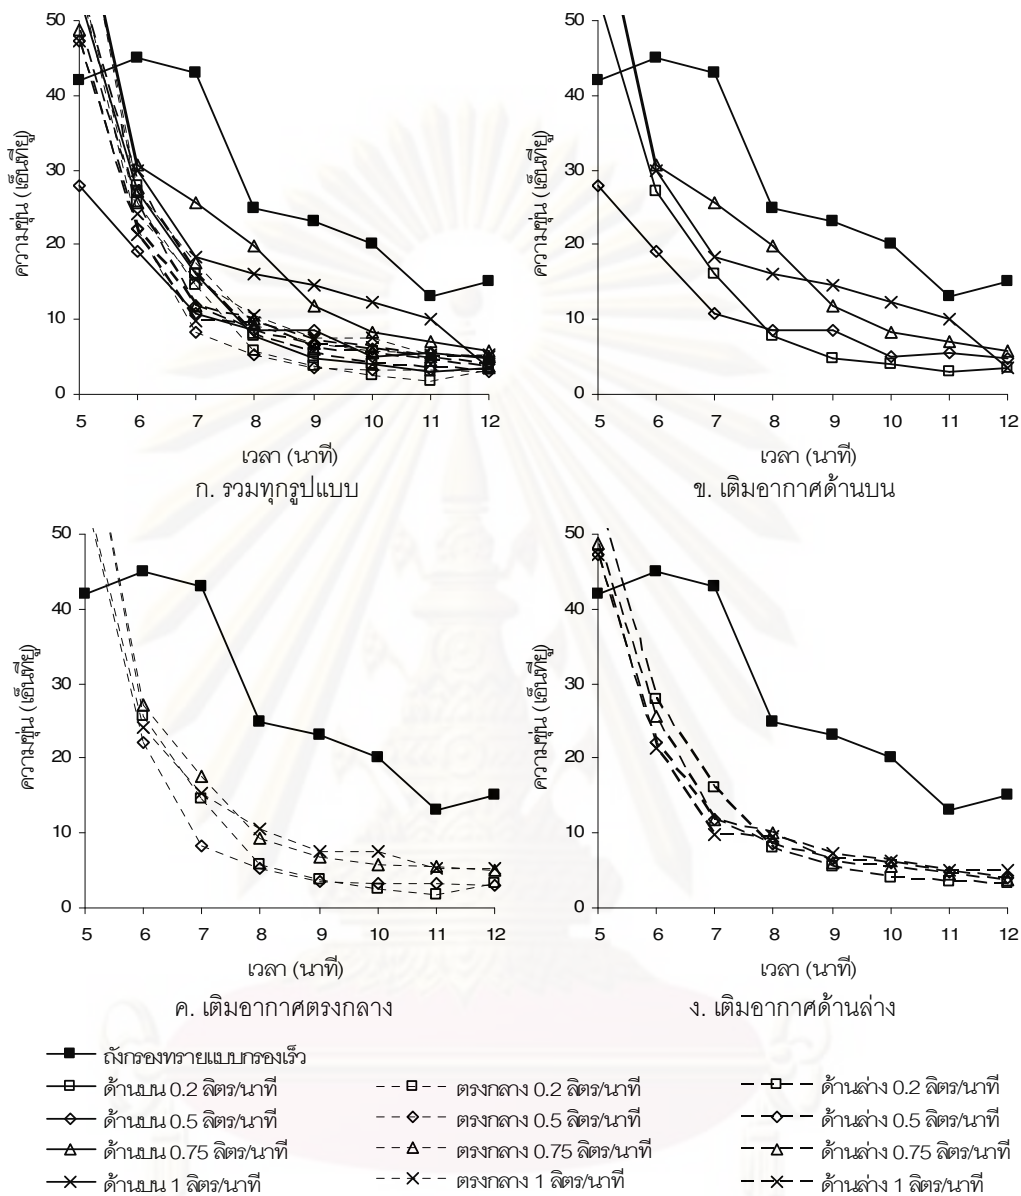 50
40
30
20
10
0
ความขุ่น (เอ็นทียู)
5 6 7 8 9 10 11 12
เวลา (นาที)
ก. รวมทุกรูปแบบ
50
40
30
20
10
0
ความขุ่น (เอ็นทียู)
5 6 7 8 9 10 11 12
เวลา (นาที)
ข. เติมอากาศด้านบน
50
40
30
20
10
0
ความขุ่น (เอ็นทียู)
5 6 7 8 9 10 11 12
เวลา (นาที)
ค. เติมอากาศตรงกลาง
50
40
30
20
10
0
ความขุ่น (เอ็นทียู)
5 6 7 8 9 10 11 12
เวลา (นาที)
ง. เติมอากาศด้านล่าง
ถังกรองทรายแบบกรองเร็ว
ด้านบน 0.2 ลิตร/นาที ตรงกลาง 0.2 ลิตร/นาที ด้านล่าง 0.2 ลิตร/นาที
ด้านบน 0.5 ลิตร/นาที ตรงกลาง 0.5 ลิตร/นาที ด้านล่าง 0.5 ลิตร/นาที
ด้านบน 0.75 ลิตร/นาที ตรงกลาง 0.75 ลิตร/นาที ด้านล่าง 0.75 ลิตร/นาที
ด้านบน 1 ลิตร/นาที ตรงกลาง 1 ลิตร/นาที ด้านล่าง 1 ลิตร/นาที